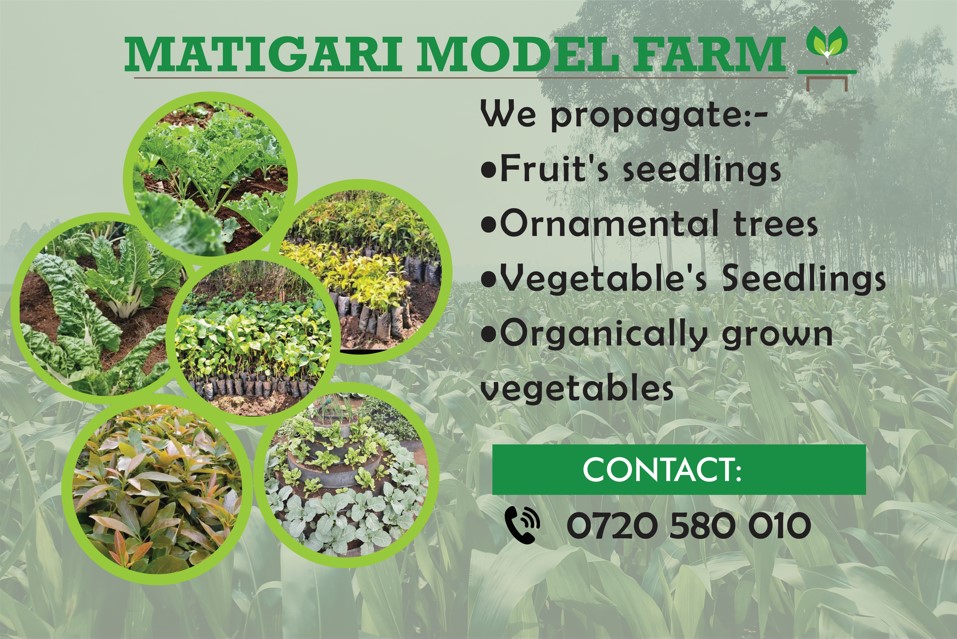 MATIGARI MODEL FARM
We propagate:-
•Fruit's seedlings
•Ornamental trees
•Vegetable's Seedlings
•Organically grown
vegetables
CONTACT:
0720 580 010